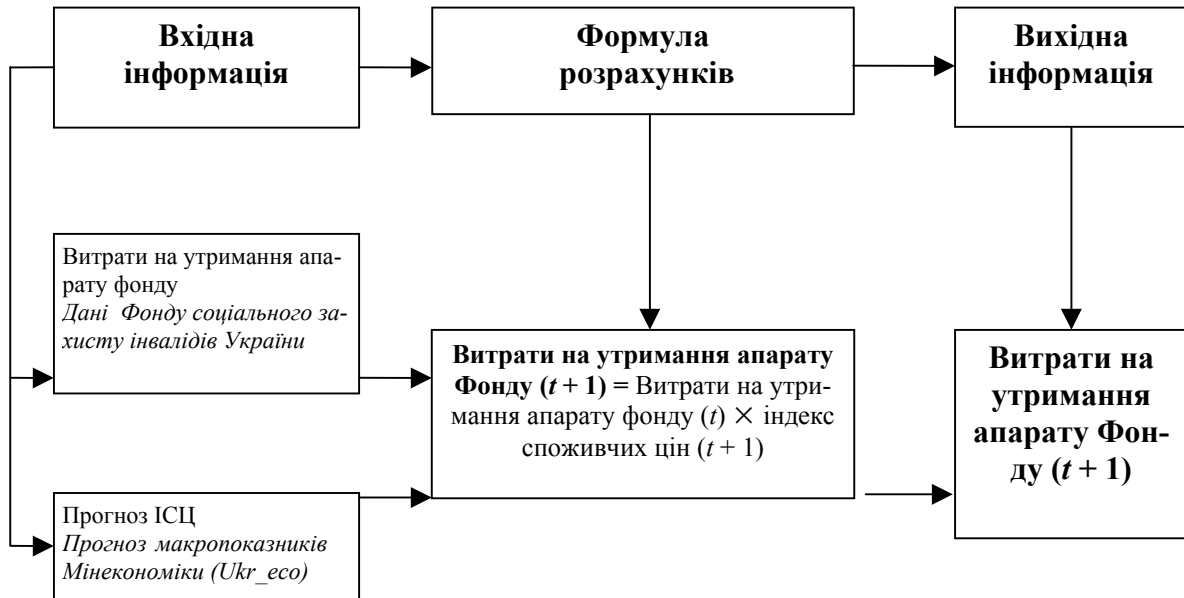 Вхідна
інформація
Формула
розрахунків
Вихідна
інформація
Витрати на утримання апа-
рату фонду
Дані Фонду соціального за-
хисту інвалідів України
Витрати на утримання апарату
Фонду (t + 1) = Витрати на утри-
мання апарату фонду (t) × індекс
споживчих цін (t + 1)
Витрати на
утримання
апарату Фон-
ду (t + 1)
Прогноз ІСЦ
Прогноз макропоказників
Мінекономіки (Ukr_eco)